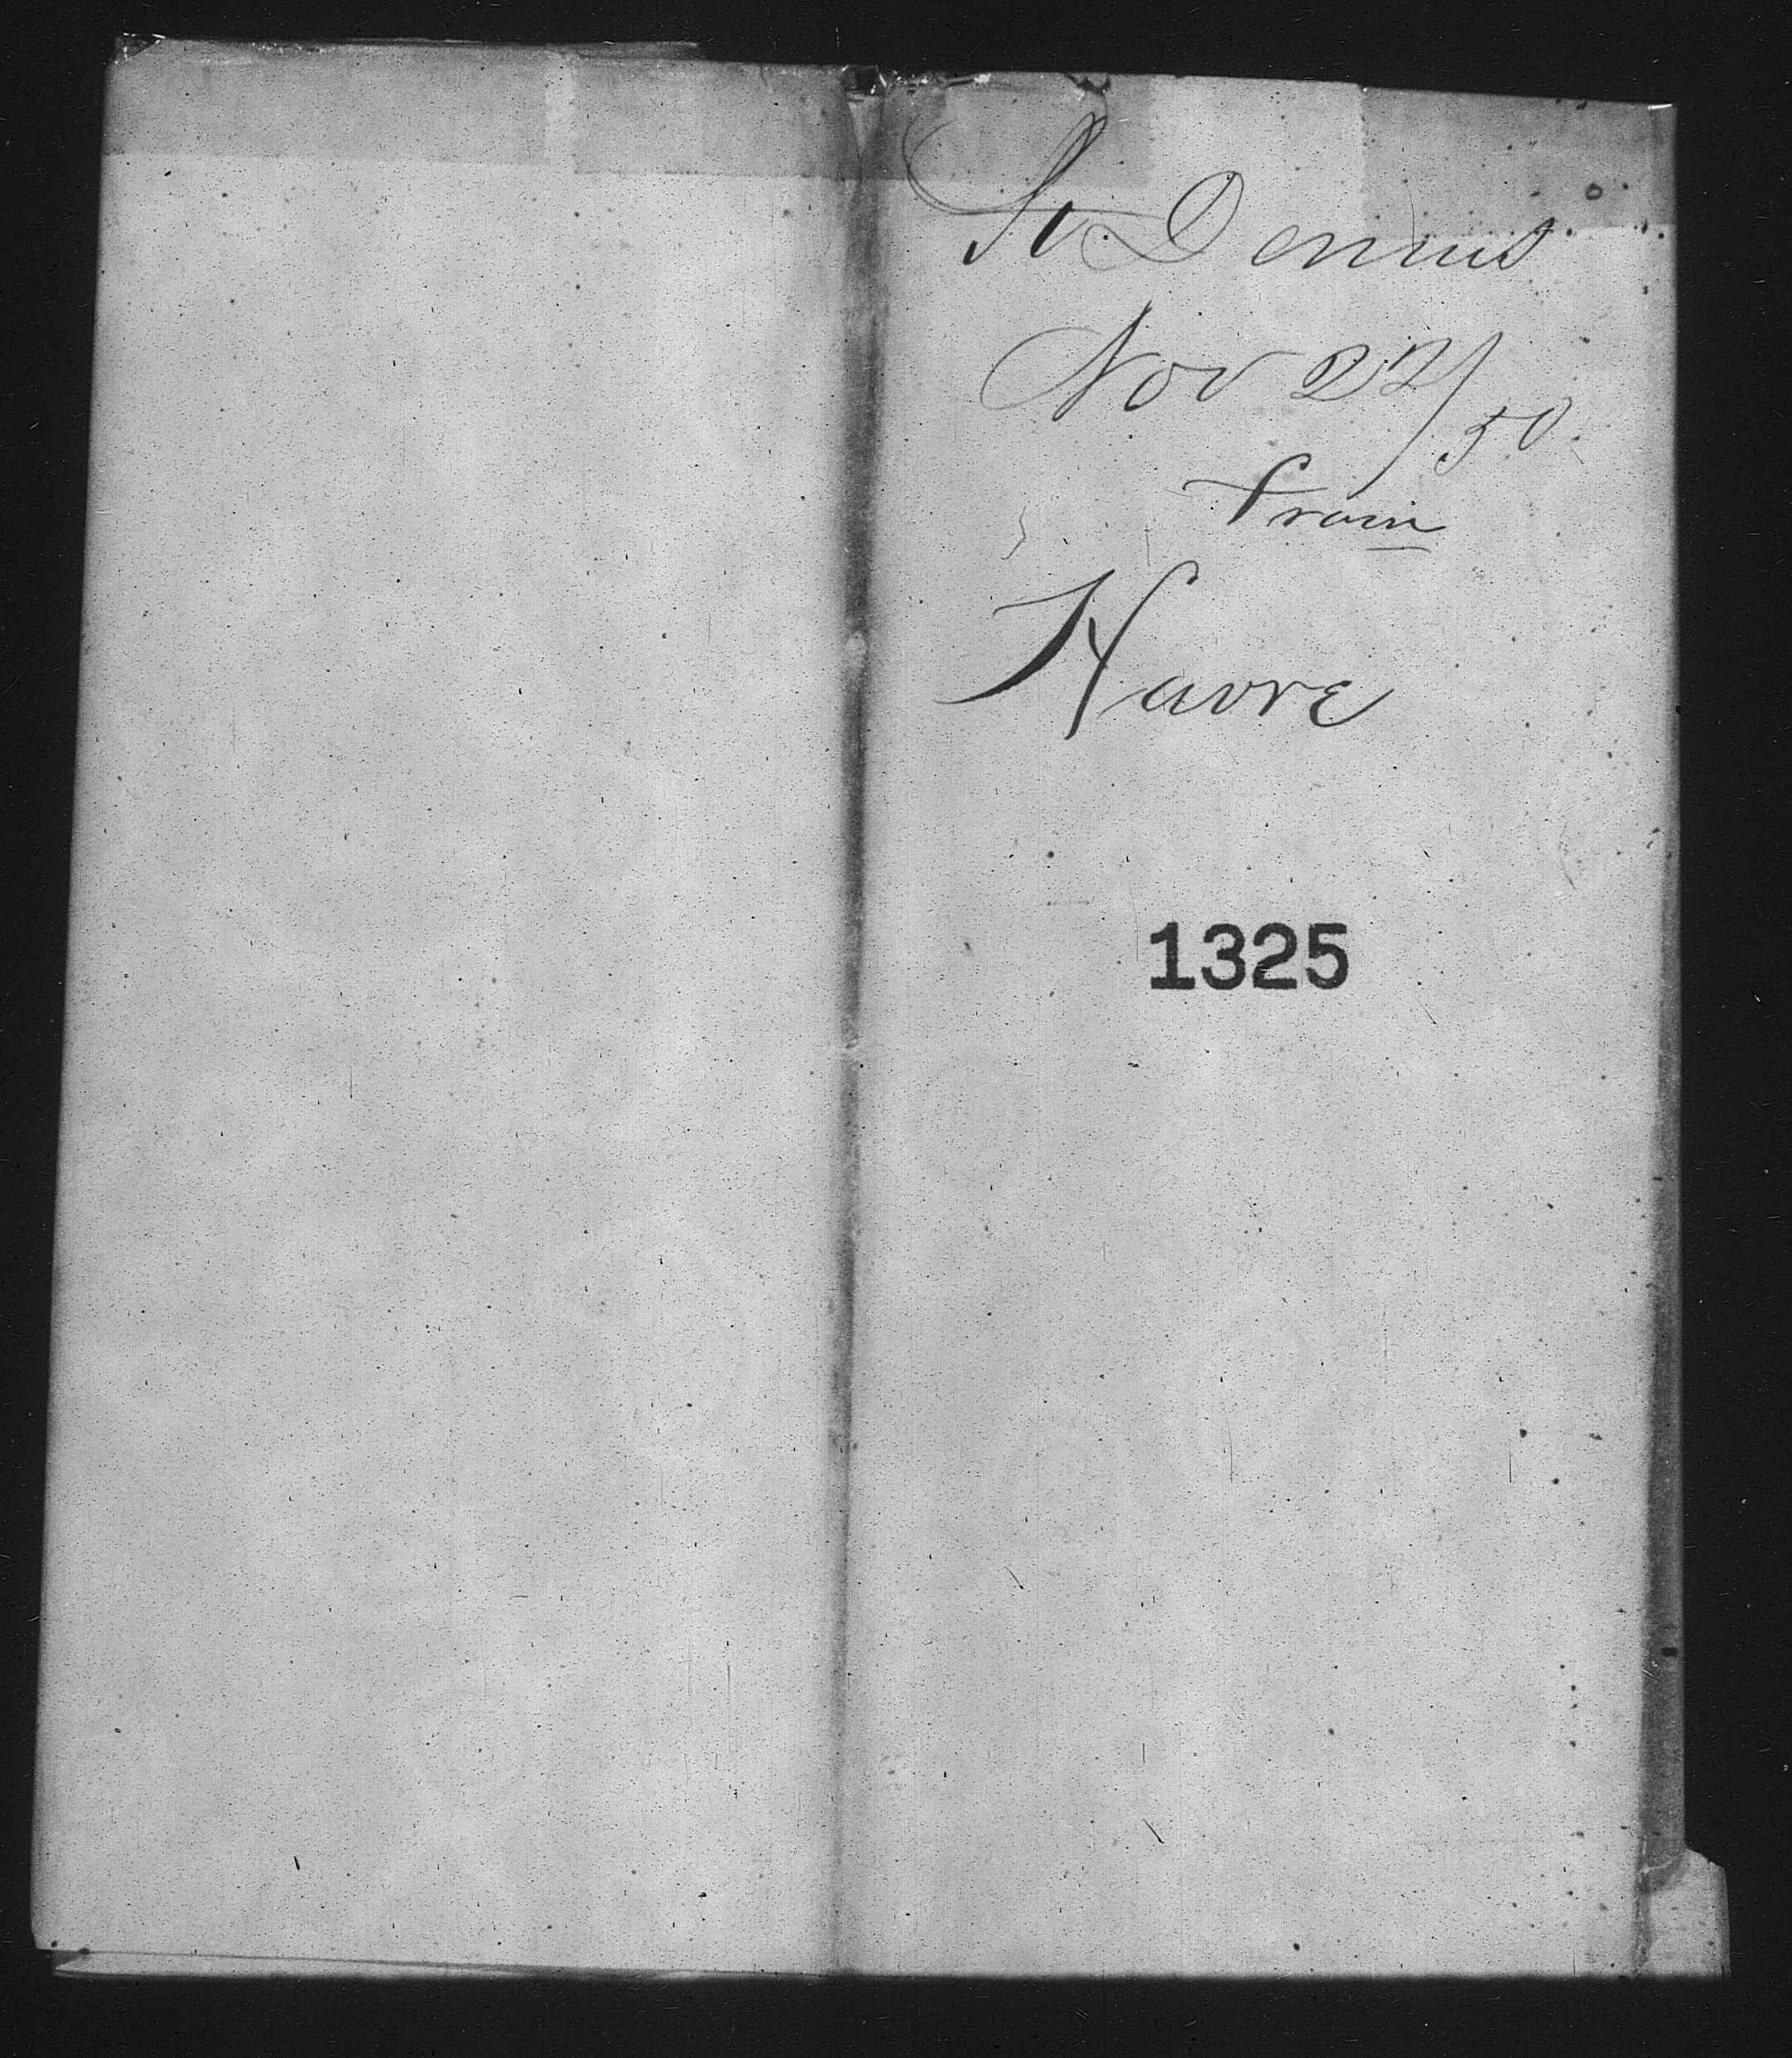 St. Dennis
Nov 22/50.
from
Havre
1325